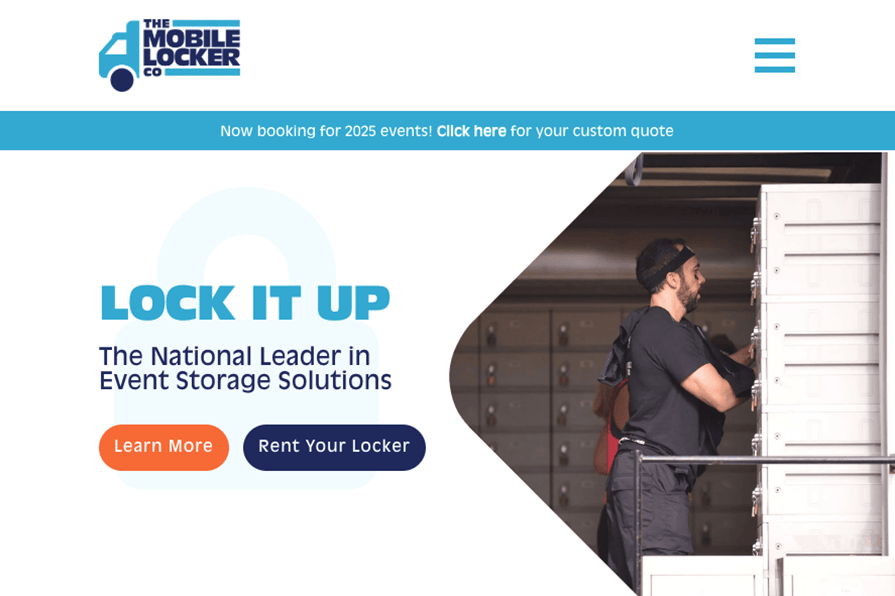 THE
MOBILE
LOCKER
CO
Now booking for 2025 events! Click here for your custom quote
LOCK IT UP
The National Leader in
Event Storage Solutions
Learn More
Rent Your Locker